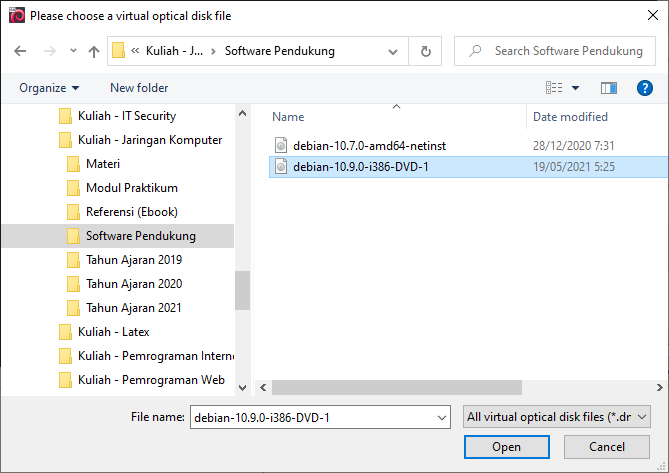 Please choose a virtual optical disk file
« Kuliah - J... > Software Pendukung
Search Software Pendukung
Organize
New folder
Kuliah - IT Security
Kuliah - Jaringan Komputer
Materi
Modul Praktikum
Referensi (Ebook)
Software Pendukung
Tahun Ajaran 2019
Tahun Ajaran 2020
Tahun Ajaran 2021
Kuliah - Latex
Kuliah - Pemrograman Interne
Kuliah - Pemrograman Web
Name Date modified
debian-10.7.0-amd64-netinst 28/12/2020 7:31
debian-10.9.0-i386-DVD-1 19/05/2021 5:25
File name: debian-10.9.0-i386-DVD-1
All virtual optical disk files (*.dr
Open Cancel